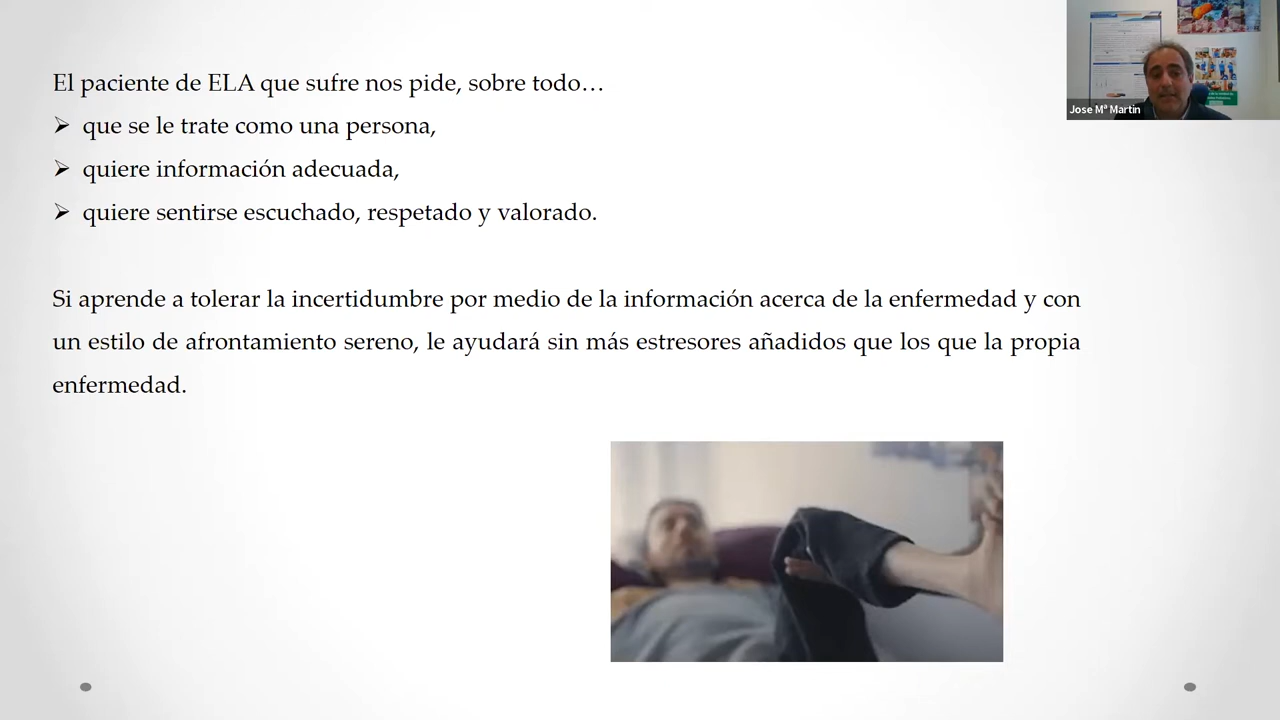 El paciente de ELA que sufre nos pide, sobre todo…
➢ que se le trate como una persona,
➢ quiere información adecuada,
➢ quiere sentirse escuchado, respetado y valorado.
Si aprende a tolerar la incertidumbre por medio de la información acerca de la enfermedad y con
un estilo de afrontamiento sereno, le ayudará sin más estresores añadidos que los que la propia
enfermedad.
Jose Mª Martín